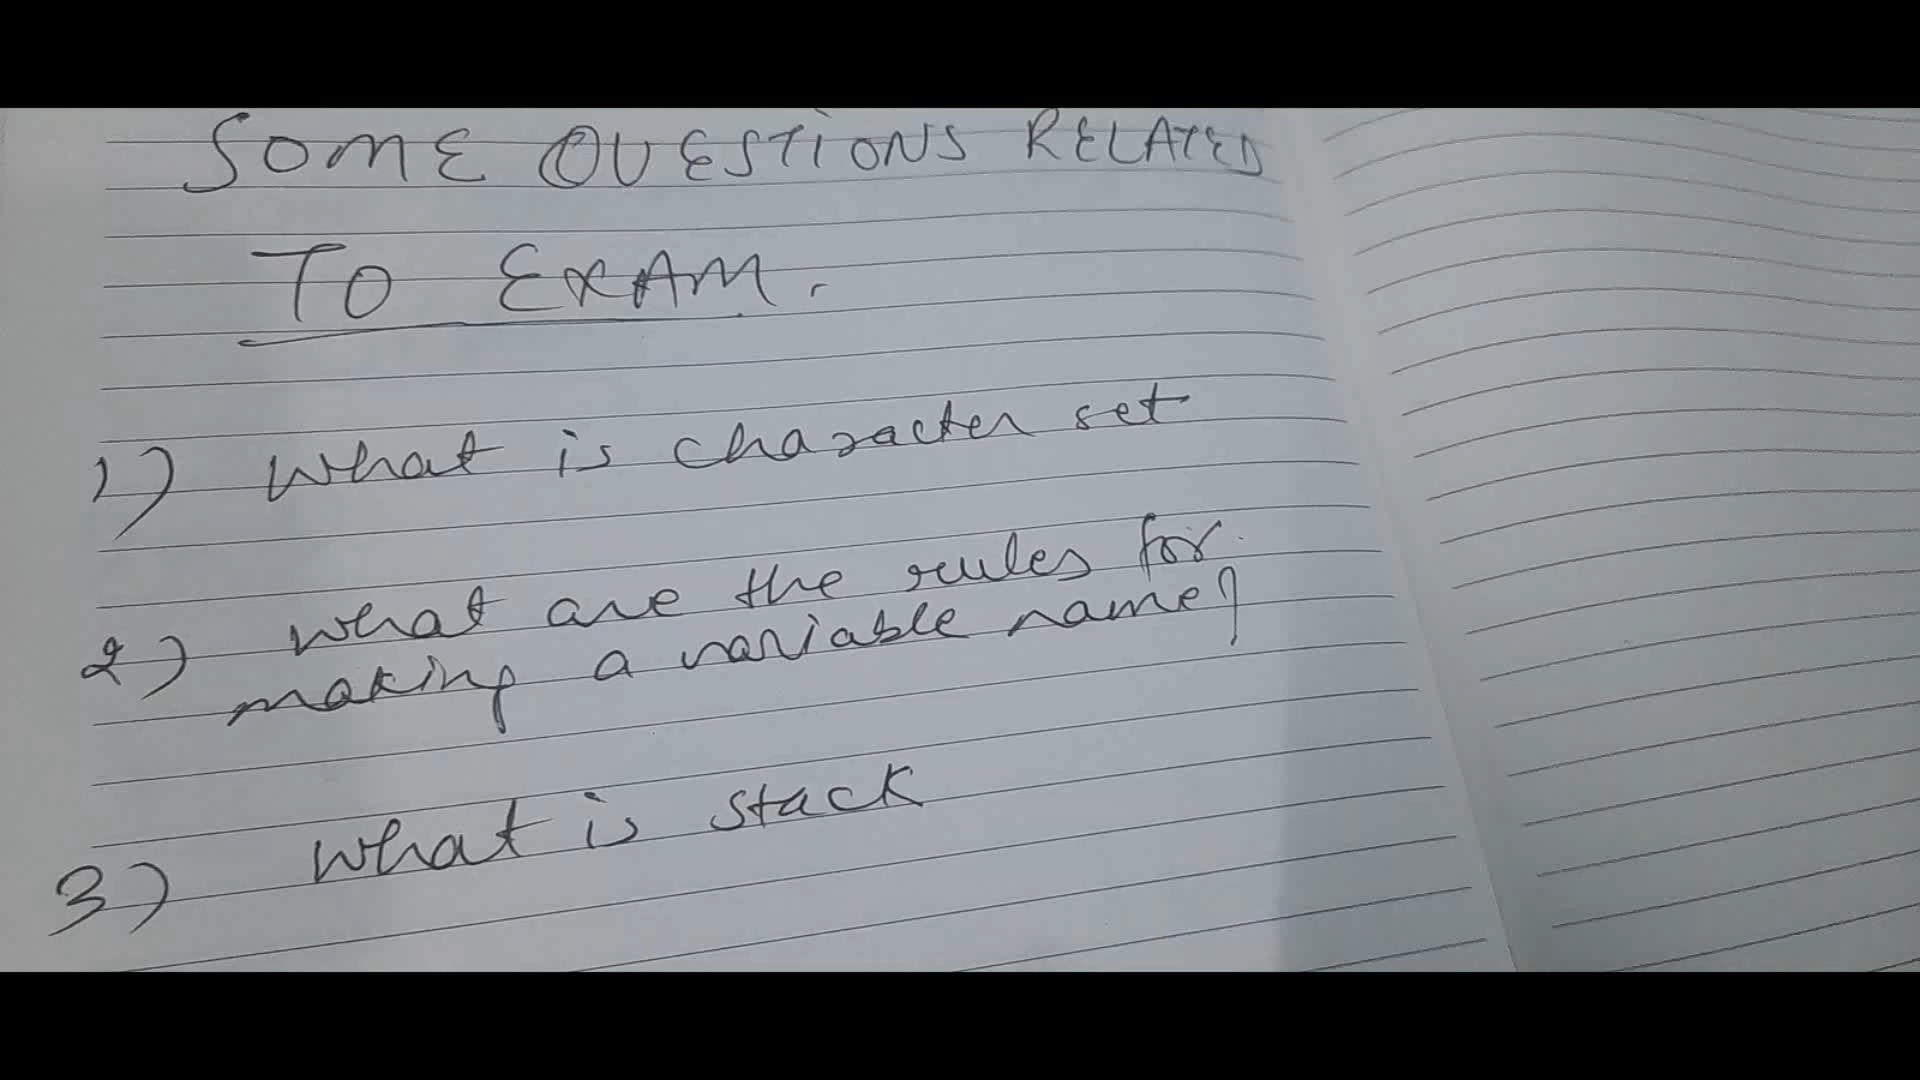 SOME QUESTIONS RELATED
TO EXAM.
1) What is character set
2) What are the rules for
making a variable name?
3) What is stack